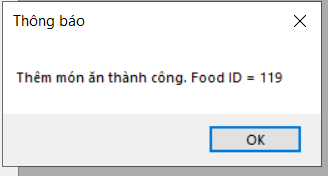 Thông báo
Thêm món ăn thành công. Food ID = 119
OK